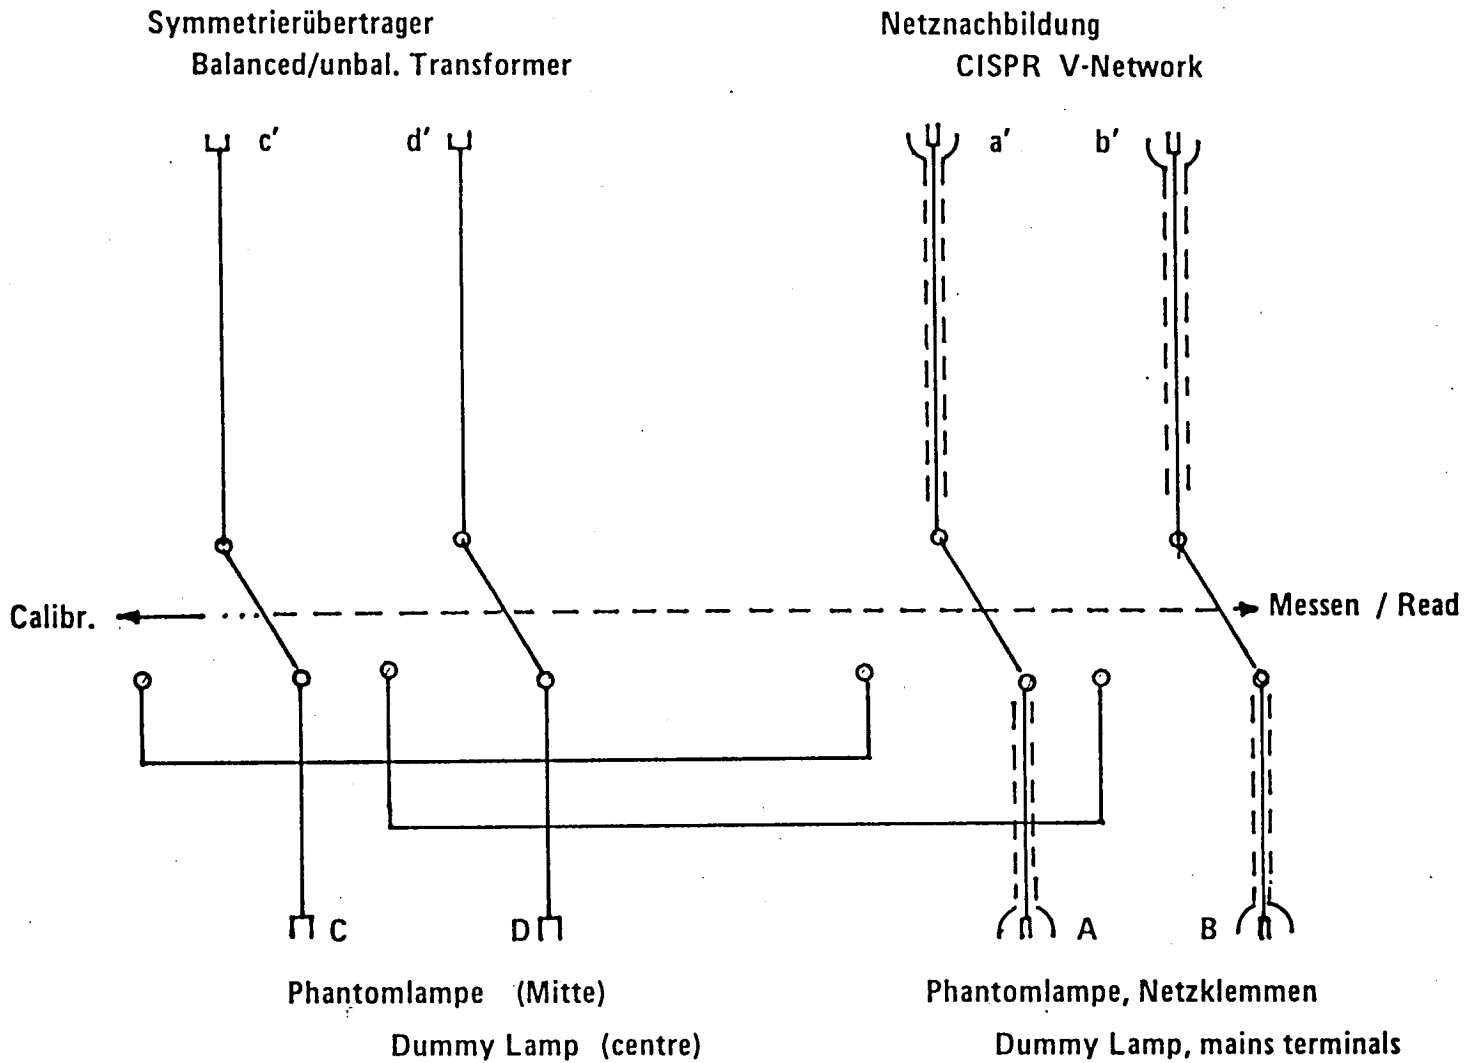 Symmetrierübertrager
Balanced/unbal. Transformer
Netznachbildung
CISPR V-Network
c'
d'
a'
b'
Calibr.
Messen / Read
C
D
A
B
Phantomlampe (Mitte)
Dummy Lamp (centre)
Phantomlampe, Netzklemmen
Dummy Lamp, mains terminals